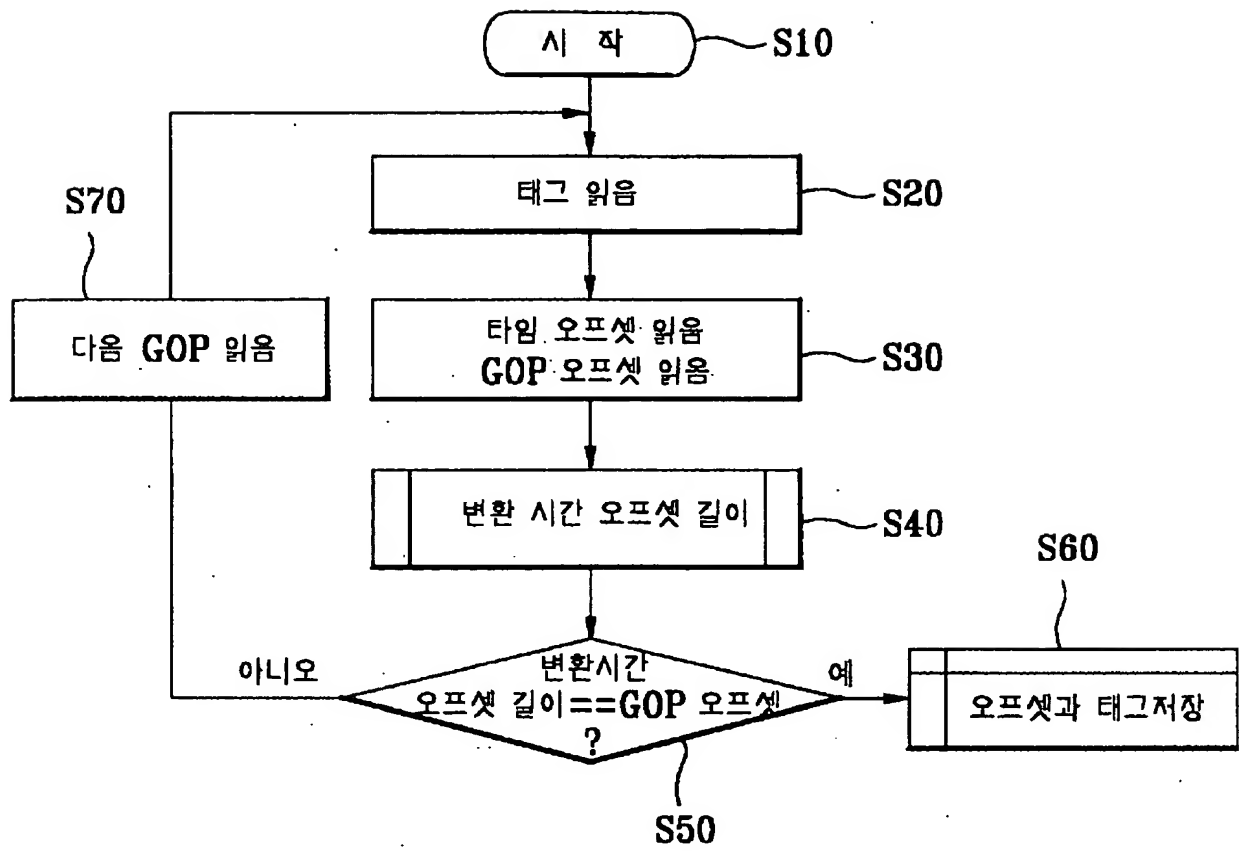 시 작
S10
태그 읽음
S20
S70
다음 GOP 읽음
타임 오프셋 읽음
GOP 오프셋 읽음
S30
변환 시간 오프셋 길이
S40
S60
아니오
변환시간
오프셋 길이==GOP 오프셋
?
예
오프셋과 태그저장
S50